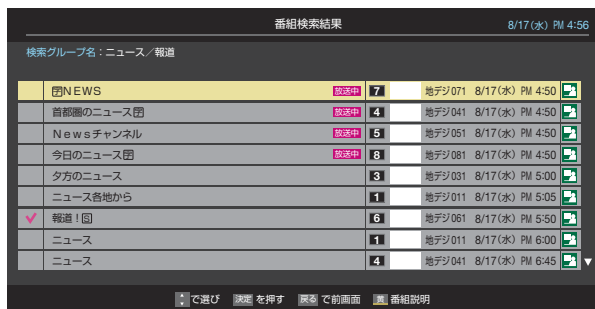 番組検索結果 8/17(水) PM 4:56
検索グループ名：ニュース／報道
字NEWS 放送中 7 地デジ071 8/17(水) PM 4:50
首都圏のニュース字 放送中 4 地デジ041 8/17(水) PM 4:50
Newsチャンネル 放送中 5 地デジ051 8/17(水) PM 4:50
今日のニュース字 放送中 8 地デジ081 8/17(水) PM 4:50
夕方のニュース 3 地デジ031 8/17(水) PM 5:00
ニュース各地から 1 地デジ011 8/17(水) PM 5:05
報道！S 6 地デジ061 8/17(水) PM 5:50
ニュース 1 地デジ011 8/17(水) PM 6:00
ニュース 4 地デジ041 8/17(水) PM 6:45
で選び 決定 を押す 戻る で前画面 黄 番組説明